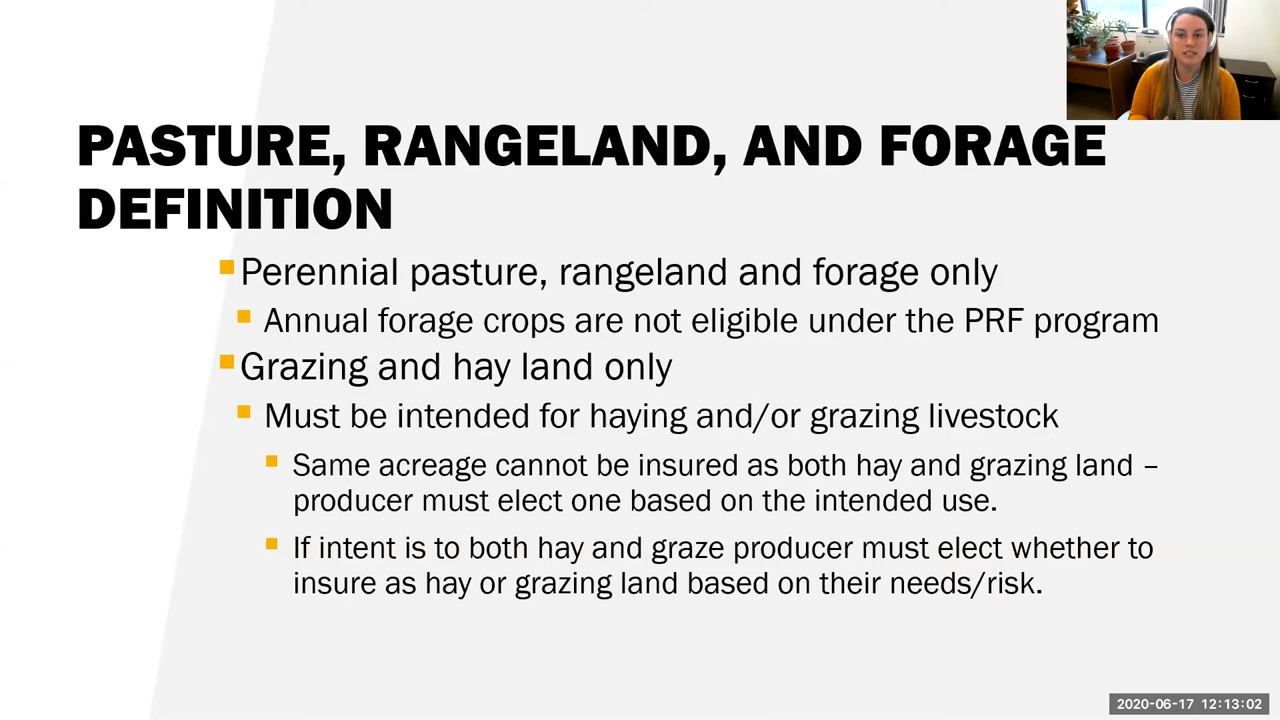 PASTURE, RANGELAND, AND FORAGE
DEFINITION
Perennial pasture, rangeland and forage only
Annual forage crops are not eligible under the PRF program
Grazing and hay land only
Must be intended for haying and/or grazing livestock
Same acreage cannot be insured as both hay and grazing land –
producer must elect one based on the intended use.
If intent is to both hay and graze producer must elect whether to
insure as hay or grazing land based on their needs/risk.
2020-06-17 12:13:02